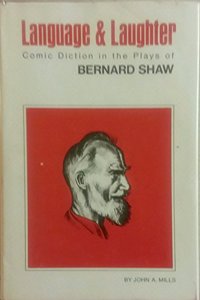 Language & Laughter
Comic Diction in the Plays of
BERNARD SHAW
BY JOHN A. MILLS